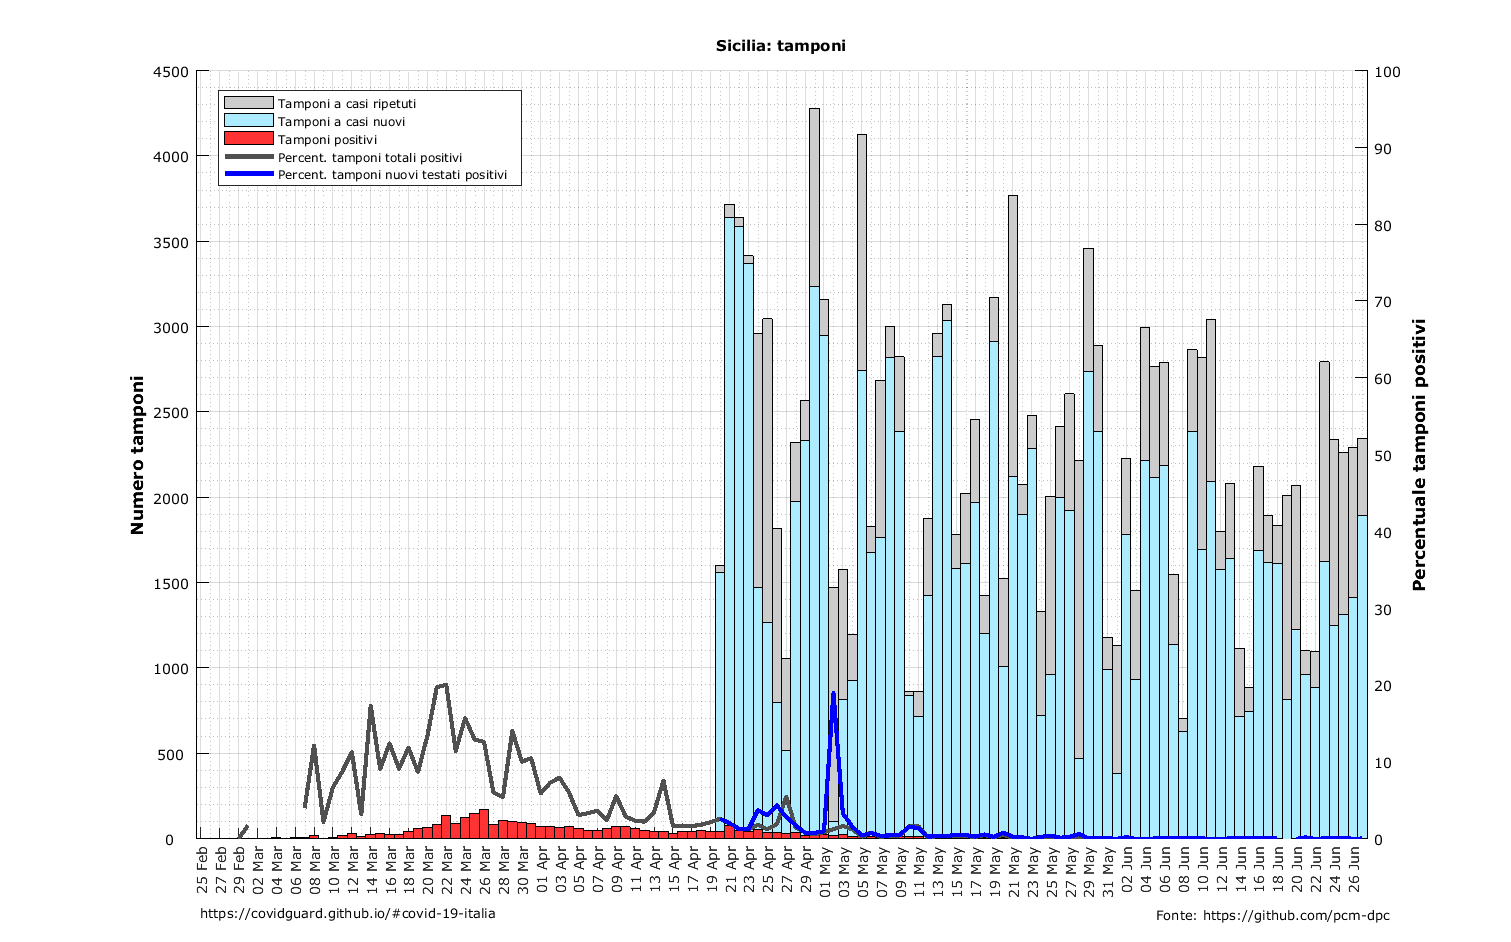 Sicilia: tamponi
4500
4000
3500
3000
2500
2000
1500
1000
500
0
Numero tamponi
Tamponi a casi ripetuti
Tamponi a casi nuovi
Tamponi positivi
Percent. tamponi totali positivi
Percent. tamponi nuovi testati positivi
100
90
80
70
60
50
40
30
20
10
0
Percentuale tamponi positivi
25 Feb
27 Feb
29 Feb
02 Mar
04 Mar
06 Mar
08 Mar
10 Mar
12 Mar
14 Mar
16 Mar
18 Mar
20 Mar
22 Mar
24 Mar
26 Mar
28 Mar
30 Mar
01 Apr
03 Apr
05 Apr
07 Apr
09 Apr
11 Apr
13 Apr
15 Apr
17 Apr
19 Apr
21 Apr
23 Apr
25 Apr
27 Apr
29 Apr
01 May
03 May
05 May
07 May
09 May
11 May
13 May
15 May
17 May
19 May
21 May
23 May
25 May
27 May
29 May
31 May
02 Jun
04 Jun
06 Jun
08 Jun
10 Jun
12 Jun
14 Jun
16 Jun
18 Jun
20 Jun
22 Jun
24 Jun
26 Jun
https://covidguard.github.io/#covid-19-italia
Fonte: https://github.com/pcm-dpc